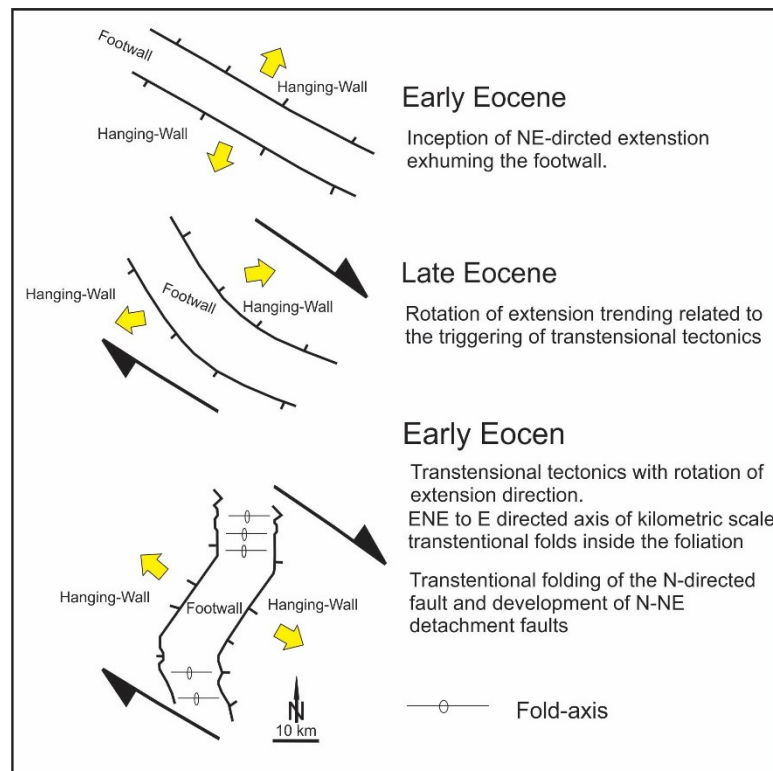 Footwall
Hanging-Wall
Hanging-Wall
Early Eocene
Inception of NE-dircted extenstion
exhuming the footwall.
Hanging-Wall
Footwall
Hanging-Wall
Late Eocene
Rotation of extension trending related to
the triggering of transtensional tectonics
Early Eocen
Transtensional tectonics with rotation of
extension direction.
ENE to E directed axis of kilometric scale
transtentional folds inside the foliation
Transtentional folding of the N-directed
fault and development of N-NE
detachment faults
Hanging-Wall
Footwall
Hanging-Wall
N
10 km
Fold-axis